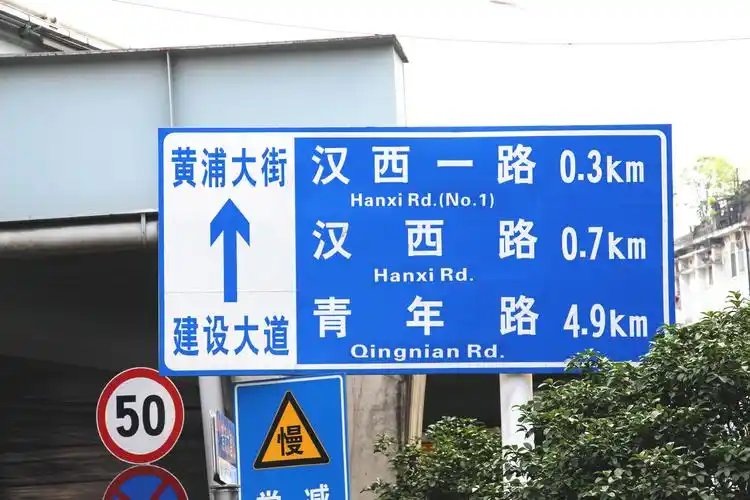 黄浦大街
建设大道
汉西一路 0.3km
Hanxi Rd.(No.1)
汉西路 0.7km
Hanxi Rd.
青年路 4.9km
Qingnian Rd.
50
慢
减